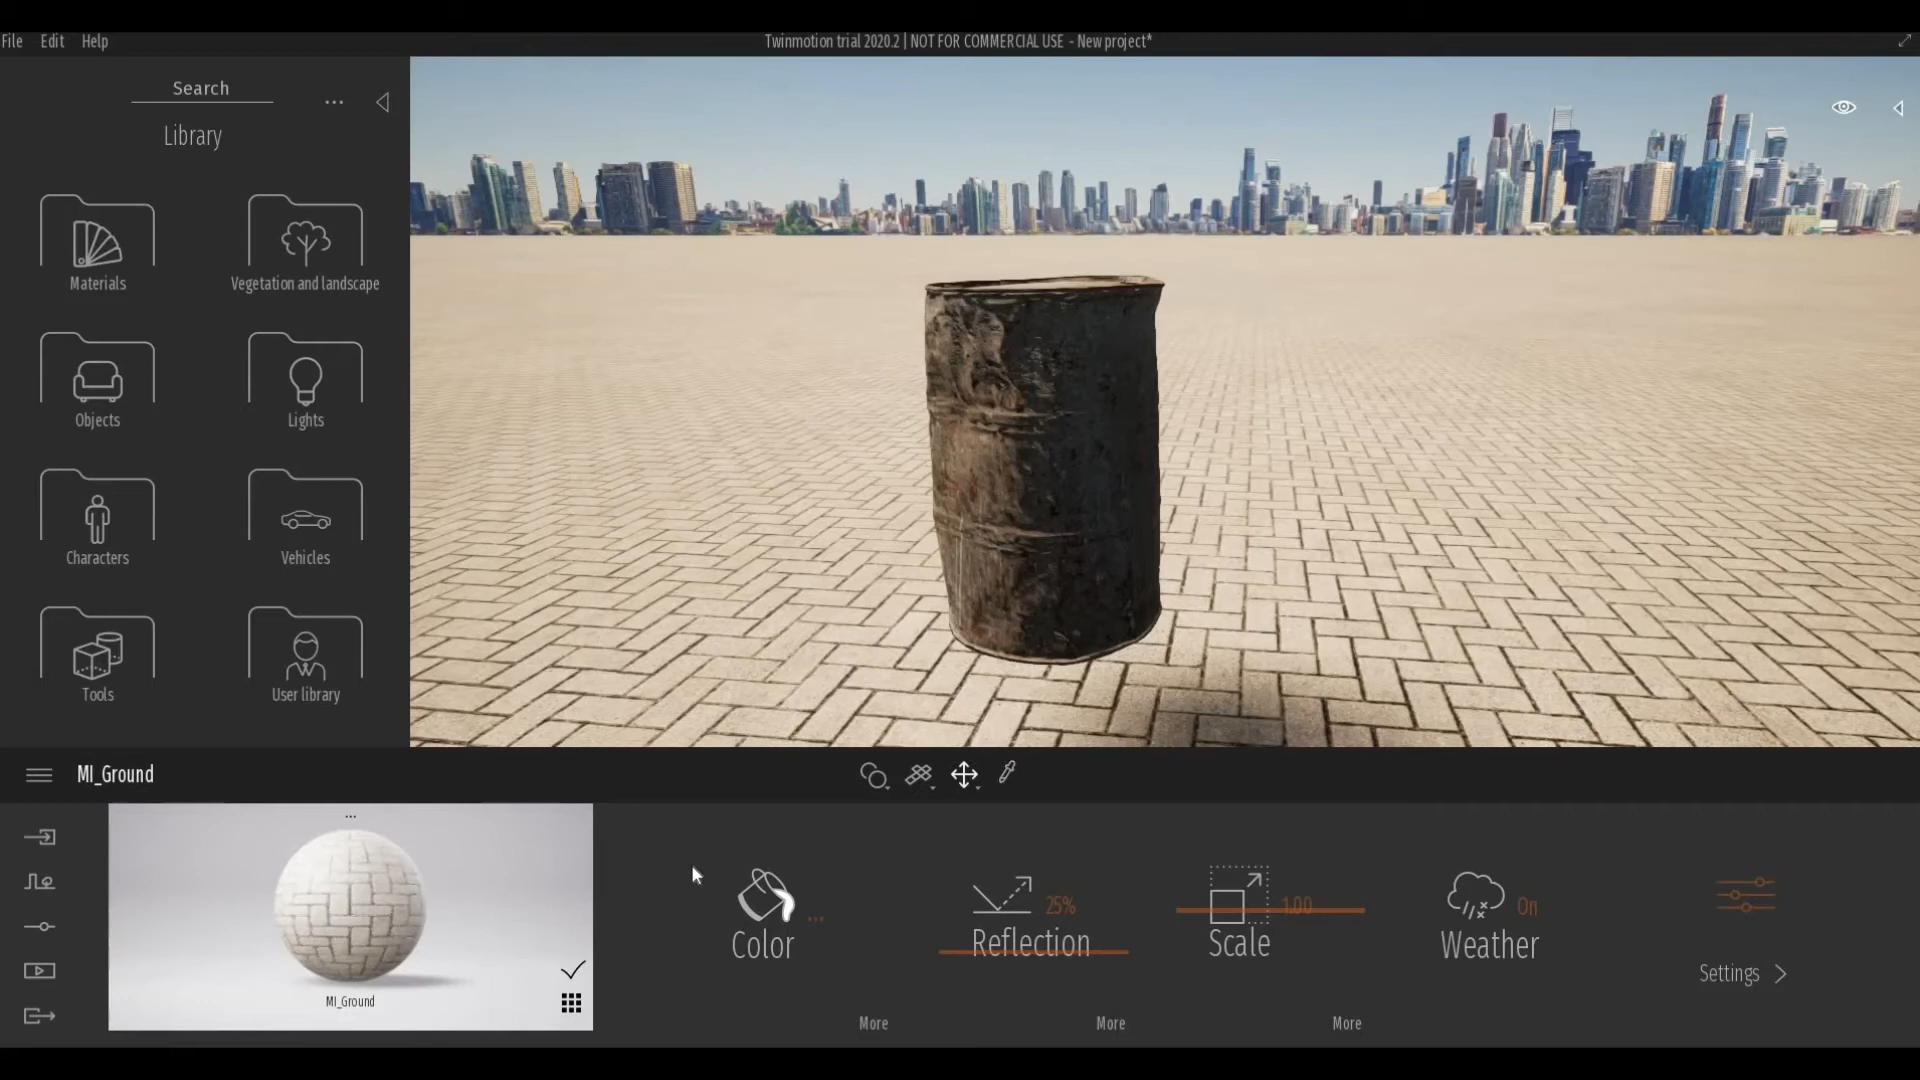 File Edit Help
Twinmotion trial 2020.2 | NOT FOR COMMERCIAL USE - New project*
Search
...
Library
Materials
Vegetation and landscape
Objects
Lights
Characters
Vehicles
Tools
User library
MI_Ground
...
MI_Ground
Color ...
Reflection 25%
Scale 1.00
Weather On
Settings
More
More
More